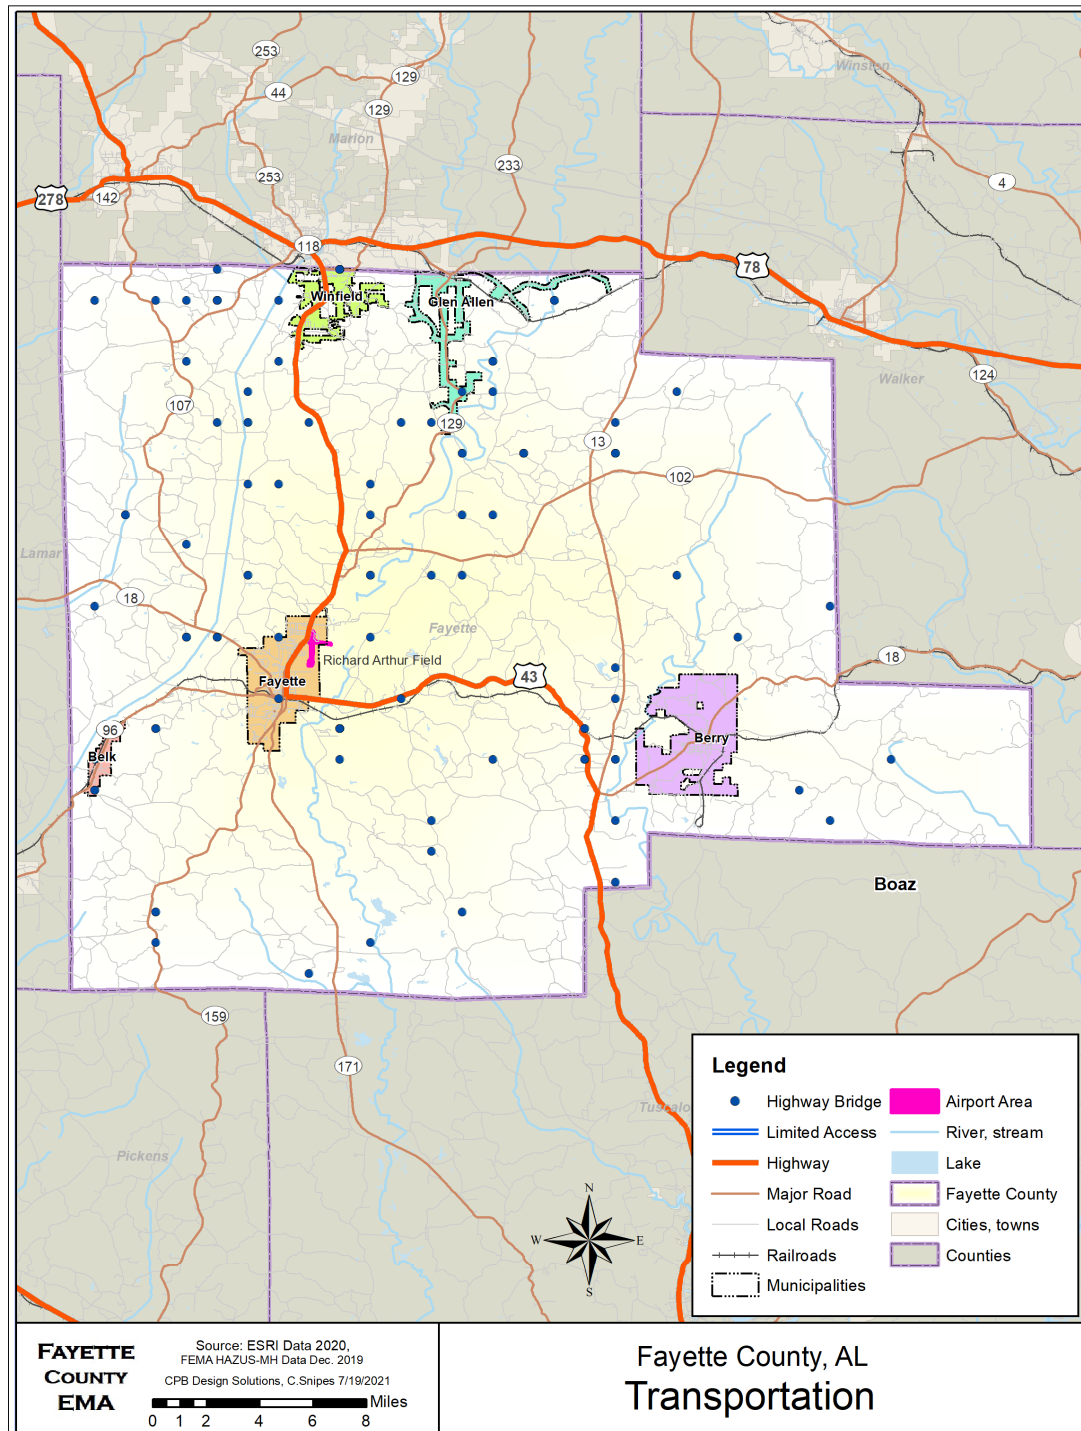 253
44
129
129
Winston
Marion
233
253
4
278
142
118
78
Winfield
Glen Allen
124
Walker
107
129
13
102
Lamar
18
Fayette
Richard Arthur Field
18
Fayette
43
96
Belk
Berry
Boaz
159
171
Tuscalo
Pickens
N
W
E
S
Legend
Highway Bridge
Limited Access
Highway
Major Road
Local Roads
Railroads
Municipalities
Airport Area
River, stream
Lake
Fayette County
Cities, towns
Counties
FAYETTE
COUNTY
EMA
Source: ESRI Data 2020,
FEMA HAZUS-MH Data Dec. 2019
CPB Design Solutions, C.Snipes 7/19/2021
Miles
0 1 2 4 6 8
Fayette County, AL
Transportation